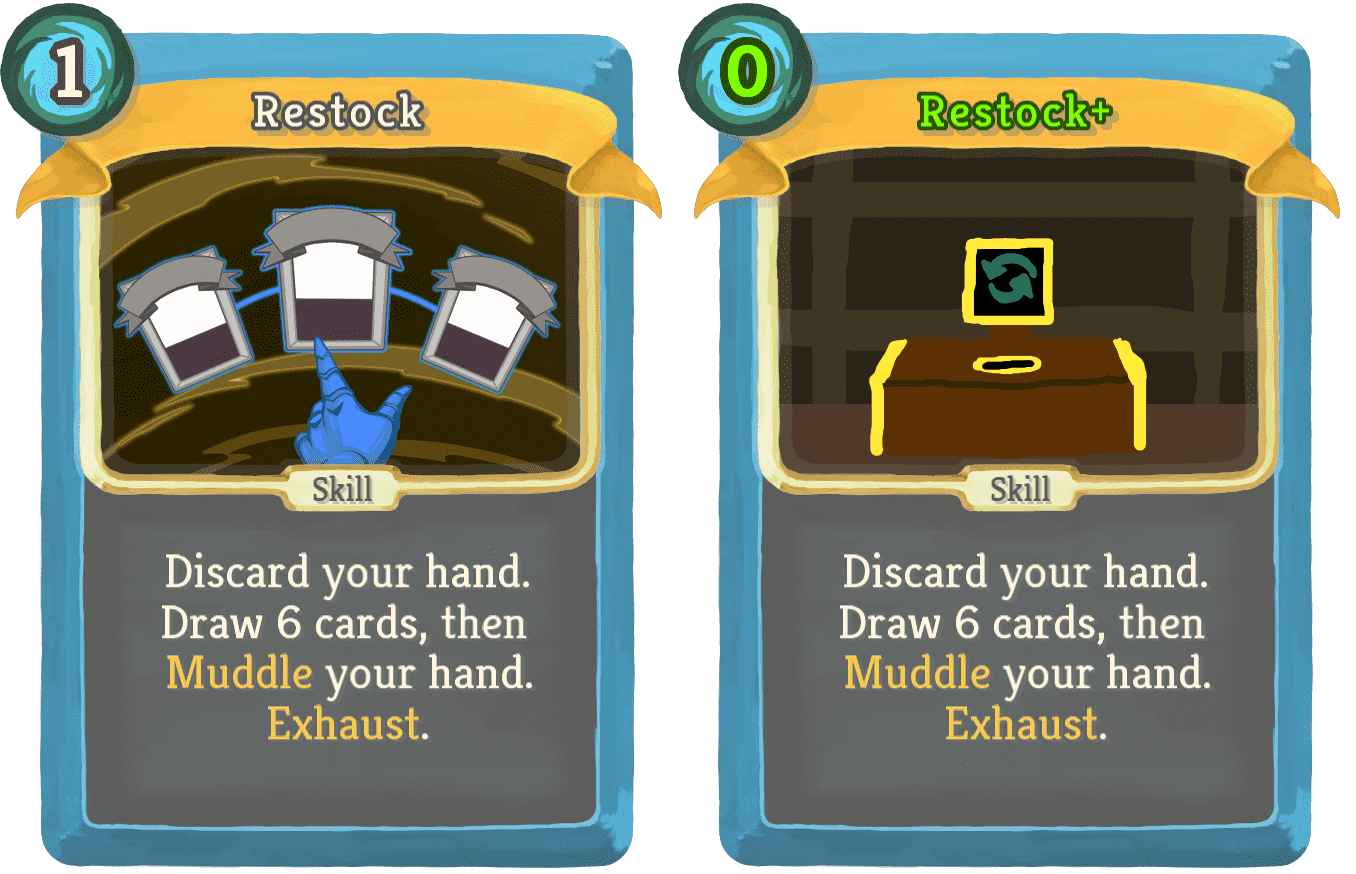 1
Restock
Skill
Discard your hand.
Draw 6 cards, then
Muddle your hand.
Exhaust.
0
Restock+
Skill
Discard your hand.
Draw 6 cards, then
Muddle your hand.
Exhaust.